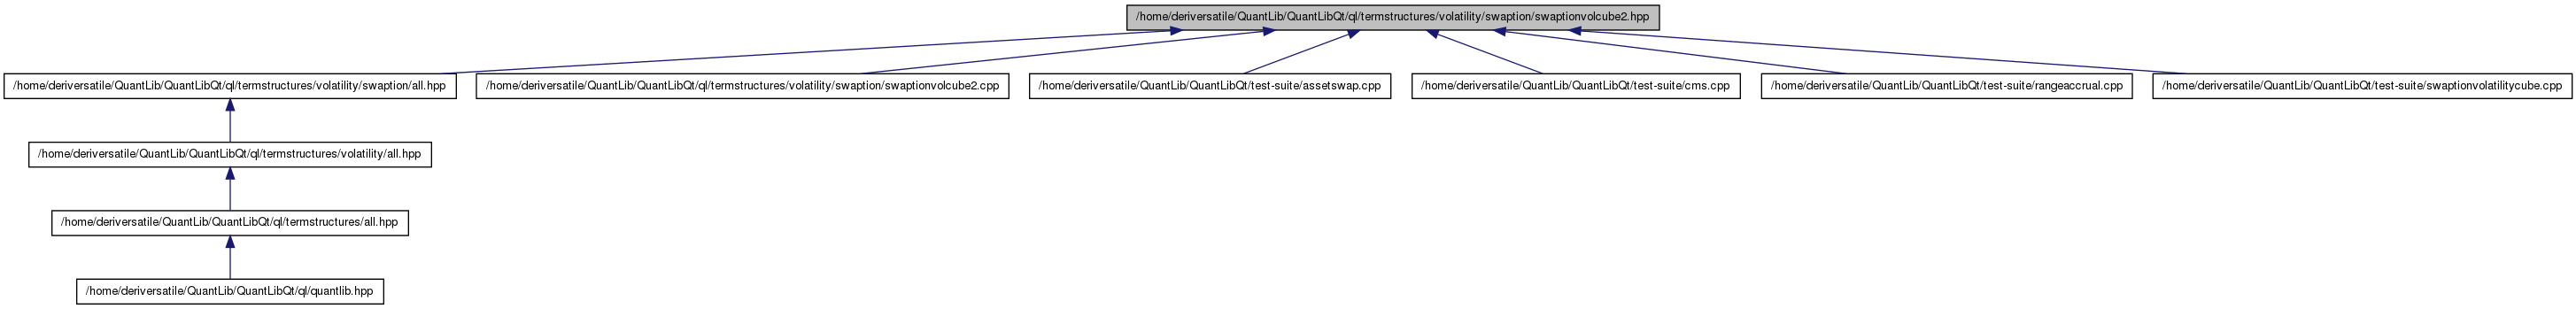 /home/deriversatile/QuantLib/QuantLibQt/ql/termstructures/volatility/swaption/swaptionvolcube2.hpp
/home/deriversatile/QuantLib/QuantLibQt/ql/termstructures/volatility/swaption/all.hpp
/home/deriversatile/QuantLib/QuantLibQt/ql/termstructures/volatility/swaption/swaptionvolcube2.cpp
/home/deriversatile/QuantLib/QuantLibQt/test-suite/assetswap.cpp
/home/deriversatile/QuantLib/QuantLibQt/test-suite/cms.cpp
/home/deriversatile/QuantLib/QuantLibQt/test-suite/rangeaccrual.cpp
/home/deriversatile/QuantLib/QuantLibQt/test-suite/swaptionvolatilitycube.cpp
/home/deriversatile/QuantLib/QuantLibQt/ql/termstructures/volatility/all.hpp
/home/deriversatile/QuantLib/QuantLibQt/ql/termstructures/all.hpp
/home/deriversatile/QuantLib/QuantLibQt/ql/quantlib.hpp